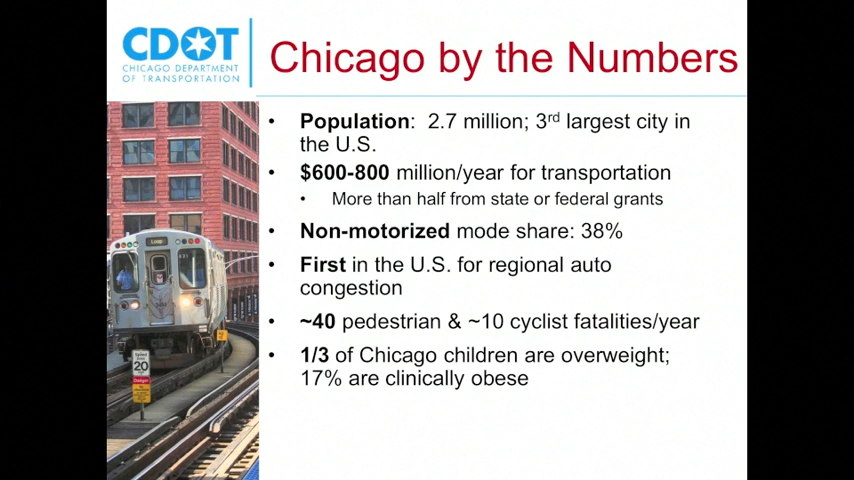 CDOT
CHICAGO DEPARTMENT
OF TRANSPORTATION
Chicago by the Numbers
• Population: 2.7 million; 3rd largest city in
the U.S.
• $600-800 million/year for transportation
• More than half from state or federal grants
• Non-motorized mode share: 38%
• First in the U.S. for regional auto
congestion
• ~40 pedestrian & ~10 cyclist fatalities/year
• 1/3 of Chicago children are overweight;
17% are clinically obese
20